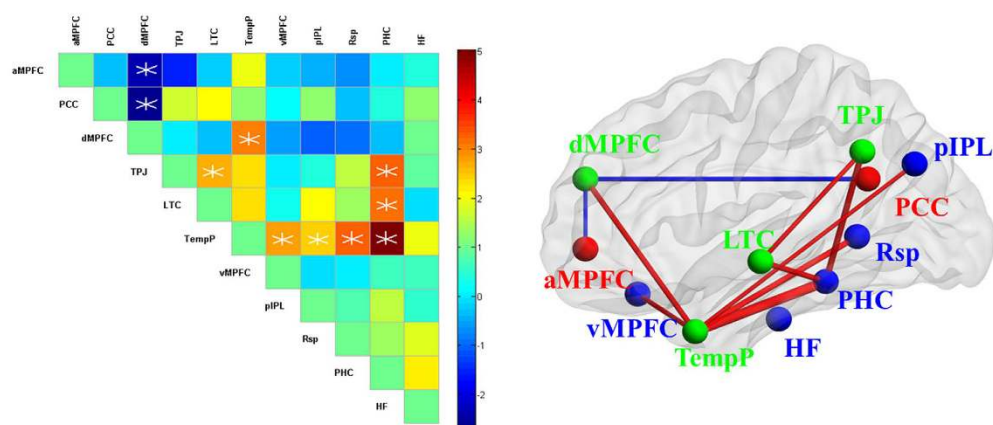 aMPFC PCC dMPFC TPJ LTC TempP vMPFC pIPL Rsp PHC HF
aMPFC
PCC
dMPFC
TPJ
LTC
TempP
vMPFC
pIPL
Rsp
PHC
HF
5
4
3
2
1
0
-1
-2
TPJ
dMPFC
pIPL
PCC
LTC
Rsp
aMPFC
PHC
vMPFC
HF
TempP